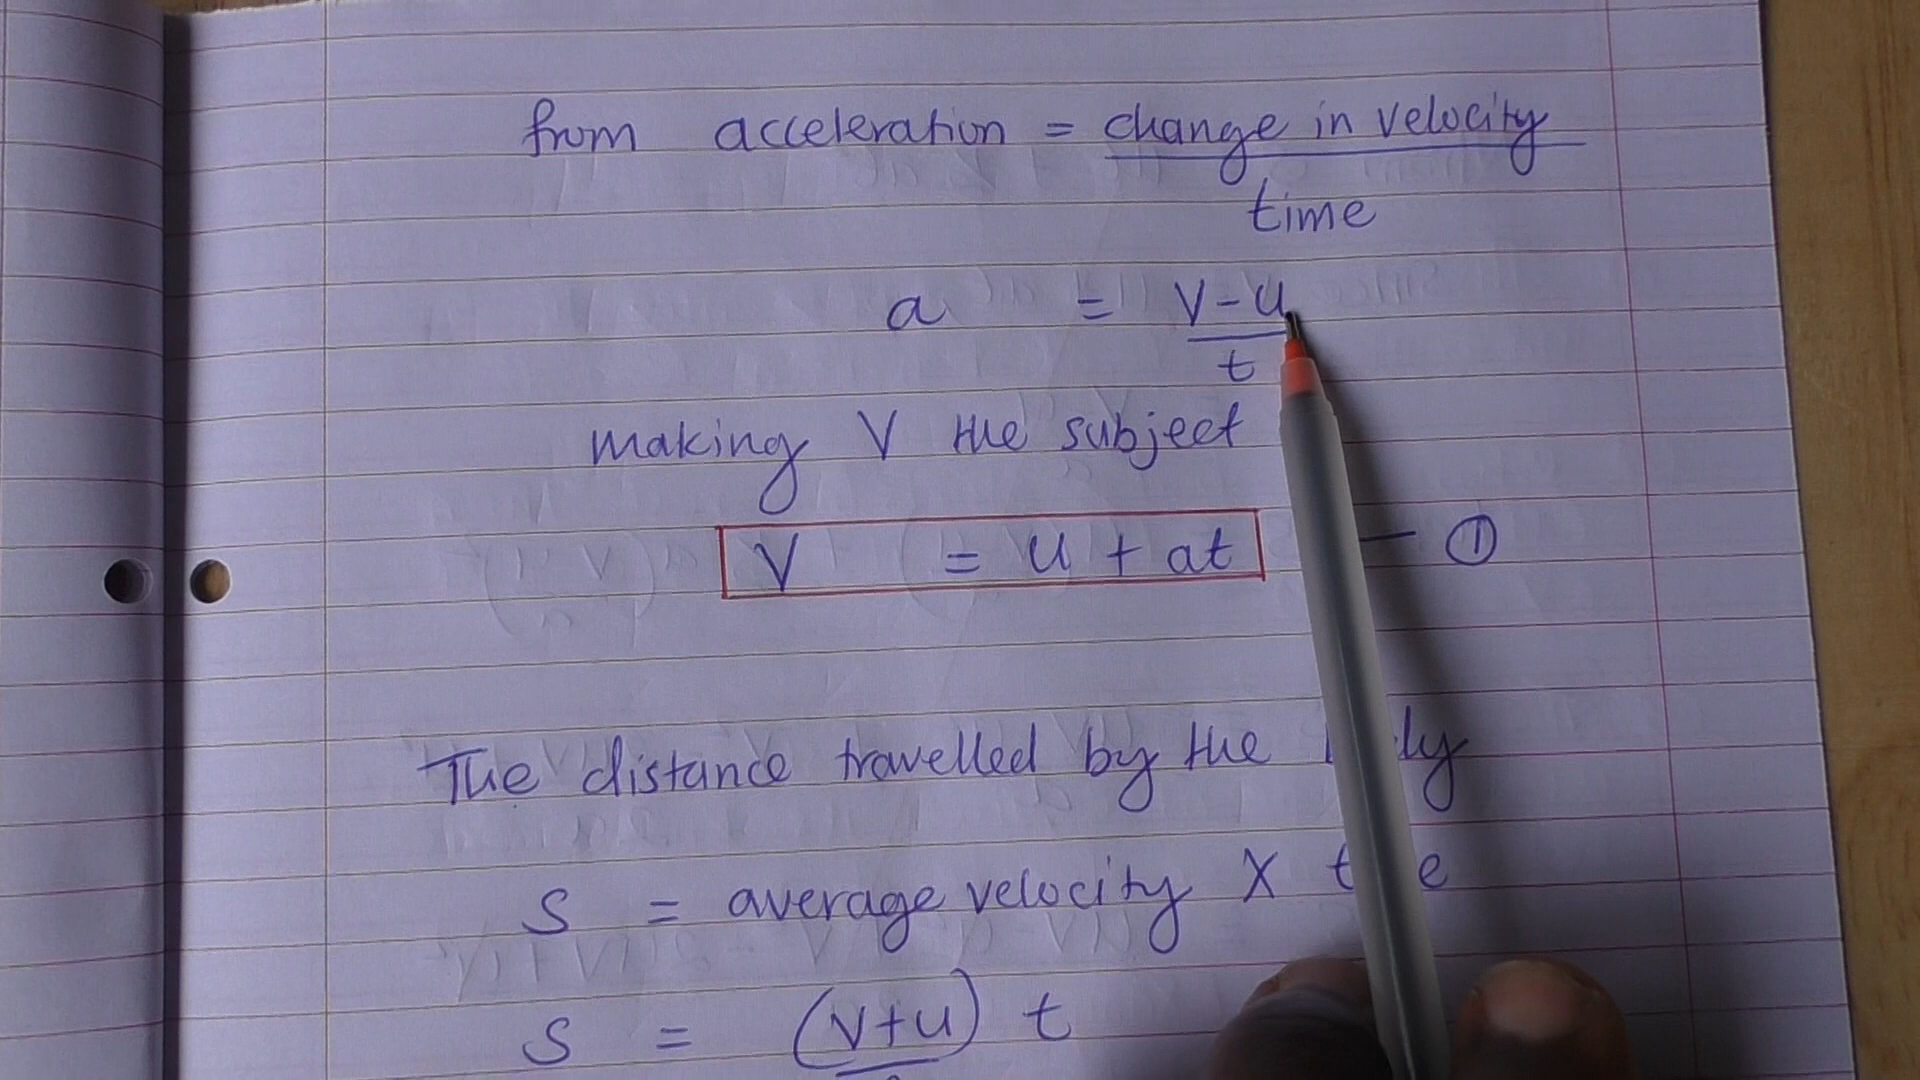 from acceleration = change in velocity
time
a = v - u
t
making v the subject
v = u + at — ①
The distance travelled by the
s = average velocity x
s = (v+u) t